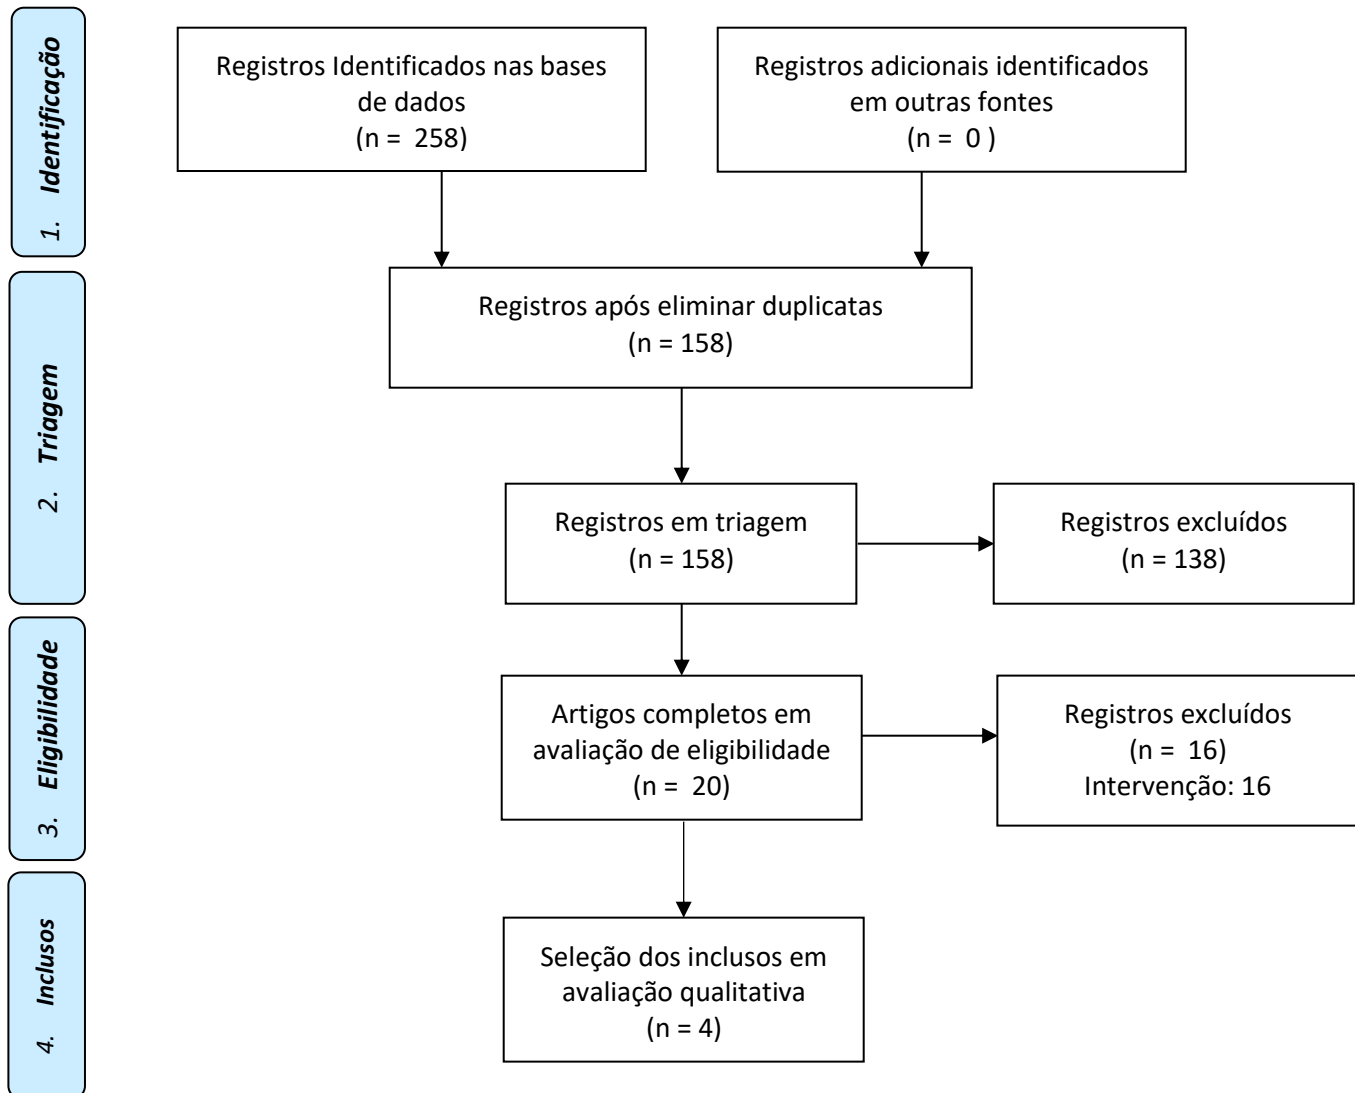 1. Identificação
Registros Identificados nas bases
de dados
(n = 258)
Registros adicionais identificados
em outras fontes
(n = 0 )
2. Triagem
Registros após eliminar duplicatas
(n = 158)
Registros em triagem
(n = 158)
Registros excluídos
(n = 138)
3. Eligibilidade
Artigos completos em
avaliação de eligibilidade
(n = 20)
Registros excluídos
(n = 16)
Intervenção: 16
4. Inclusos
Seleção dos inclusos em
avaliação qualitativa
(n = 4)